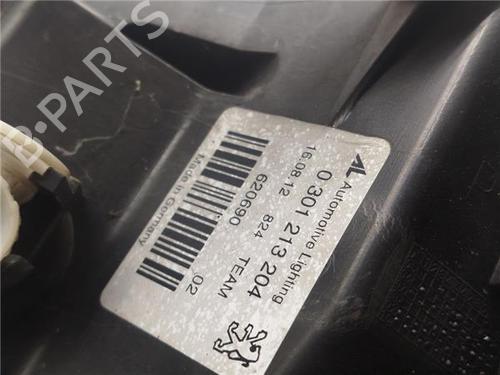 B-PARTS
AL Automotive Lighting
0 301 213 204
16.08.12 824 TEAM 02
620690
Made in Germany